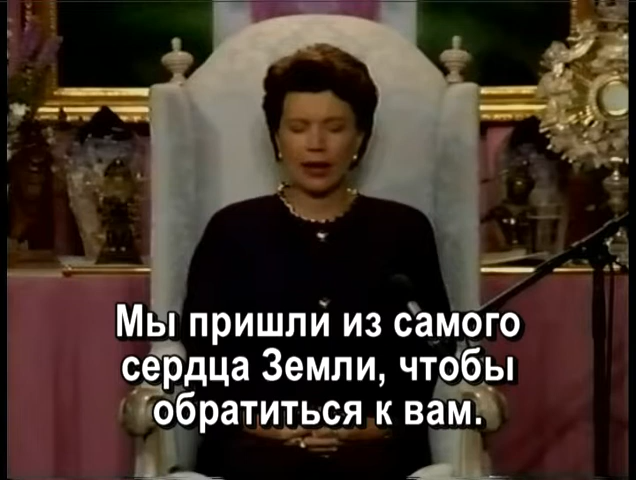 Мы пришли из самого
сердца Земли, чтобы
обратиться к вам.